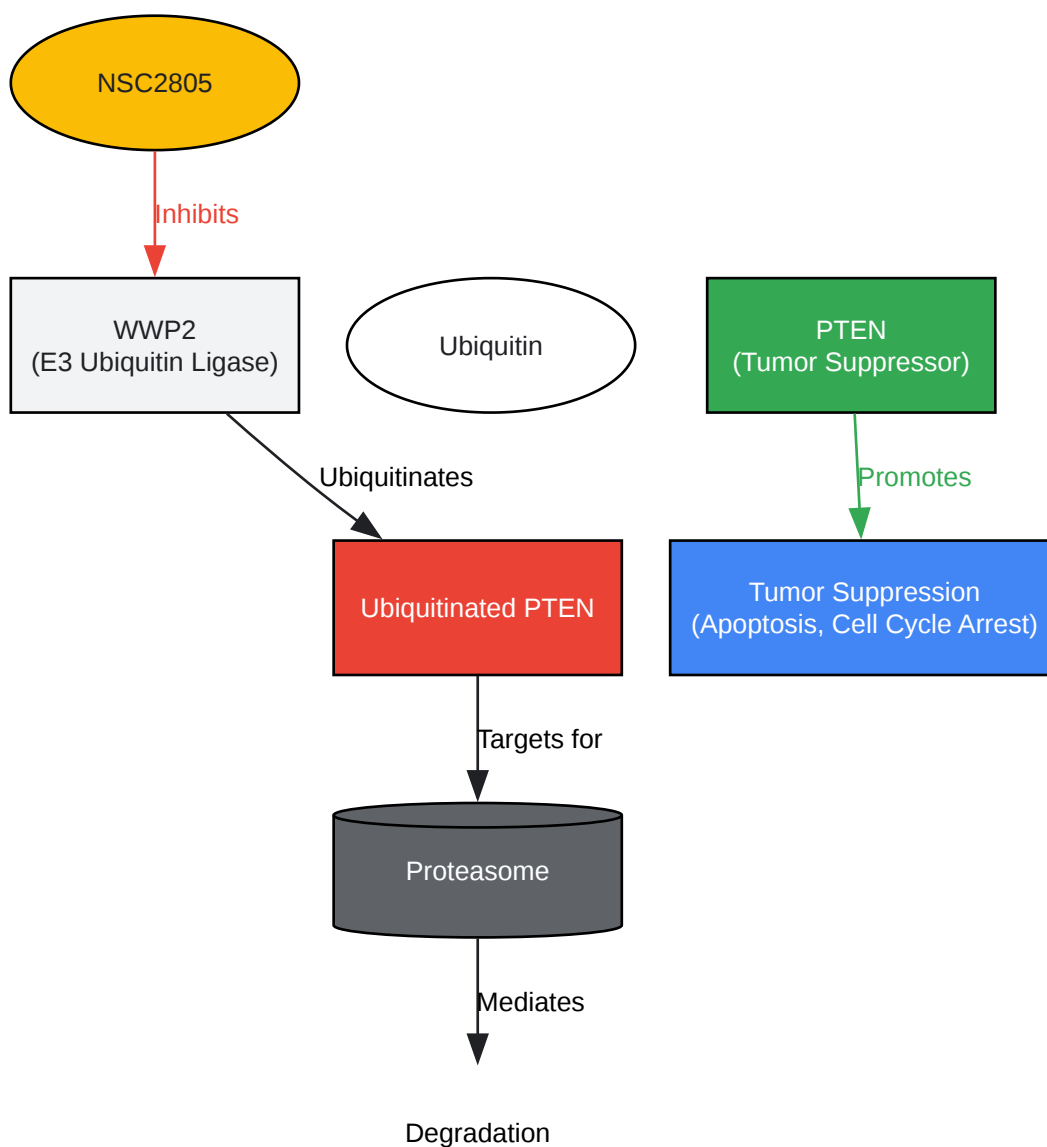 NSC2805
Inhibits
WWP2
(E3 Ubiquitin Ligase)
Ubiquitin
PTEN
(Tumor Suppressor)
Ubiquitinates
Promotes
Ubiquitinated PTEN
Tumor Suppression
(Apoptosis, Cell Cycle Arrest)
Targets for
Proteasome
Mediates
Degradation